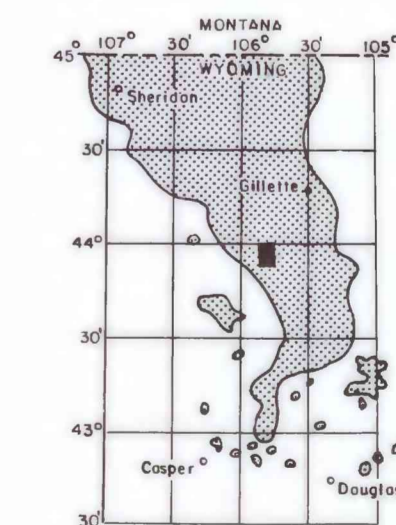 MONTANA
107° 30' 106° 30' 105°
45° WYOMING
Sheridan
30'
Gillette
44°
30'
43°
Casper
Douglas
30'